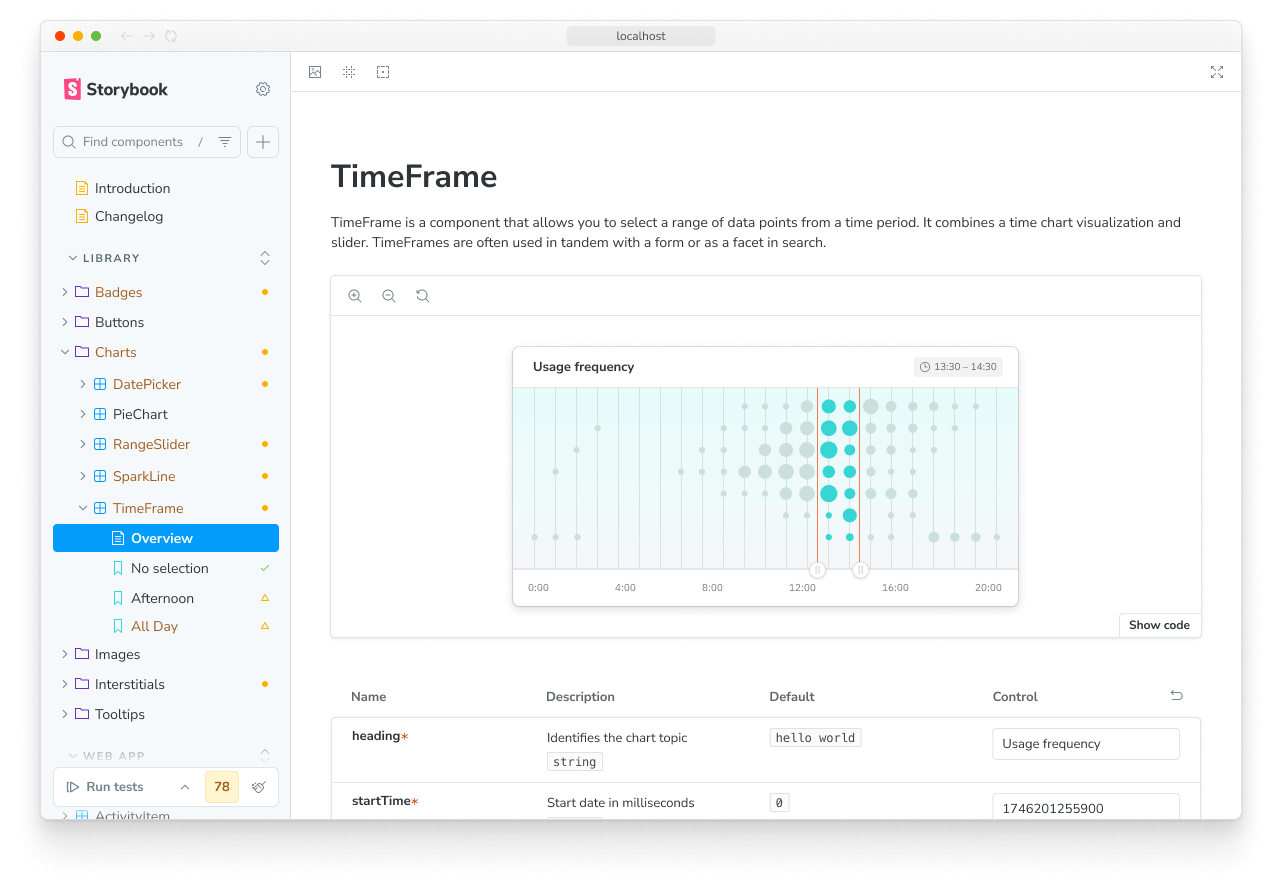 localhost
Storybook
Find components /
Introduction
Changelog
LIBRARY
Badges
Buttons
Charts
DatePicker
PieChart
RangeSlider
SparkLine
TimeFrame
Overview
No selection
Afternoon
All Day
Images
Interstitials
Tooltips
WEB APP
Run tests 78
ActivityItem
TimeFrame
TimeFrame is a component that allows you to select a range of data points from a time period. It combines a time chart visualization and
slider. TimeFrames are often used in tandem with a form or as a facet in search.
Usage frequency 13:30 – 14:30
0:00 4:00 8:00 12:00 16:00 20:00
Show code
Name Description Default Control
heading* Identifies the chart topic hello world Usage frequency
string
startTime* Start date in milliseconds 0 1746201255900